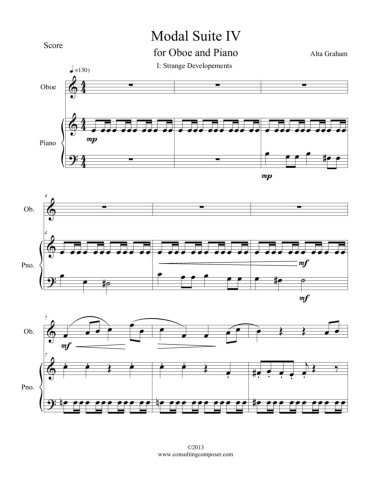 Modal Suite IV
Score
for Oboe and Piano
Alta Graham
I: Strange Developements
=130)
Oboe
Piano
mp
mp
4
Ob.
Pno.
mf
mf
7
Ob.
mf
Pno.
©2013
www.consultingcomposer.com